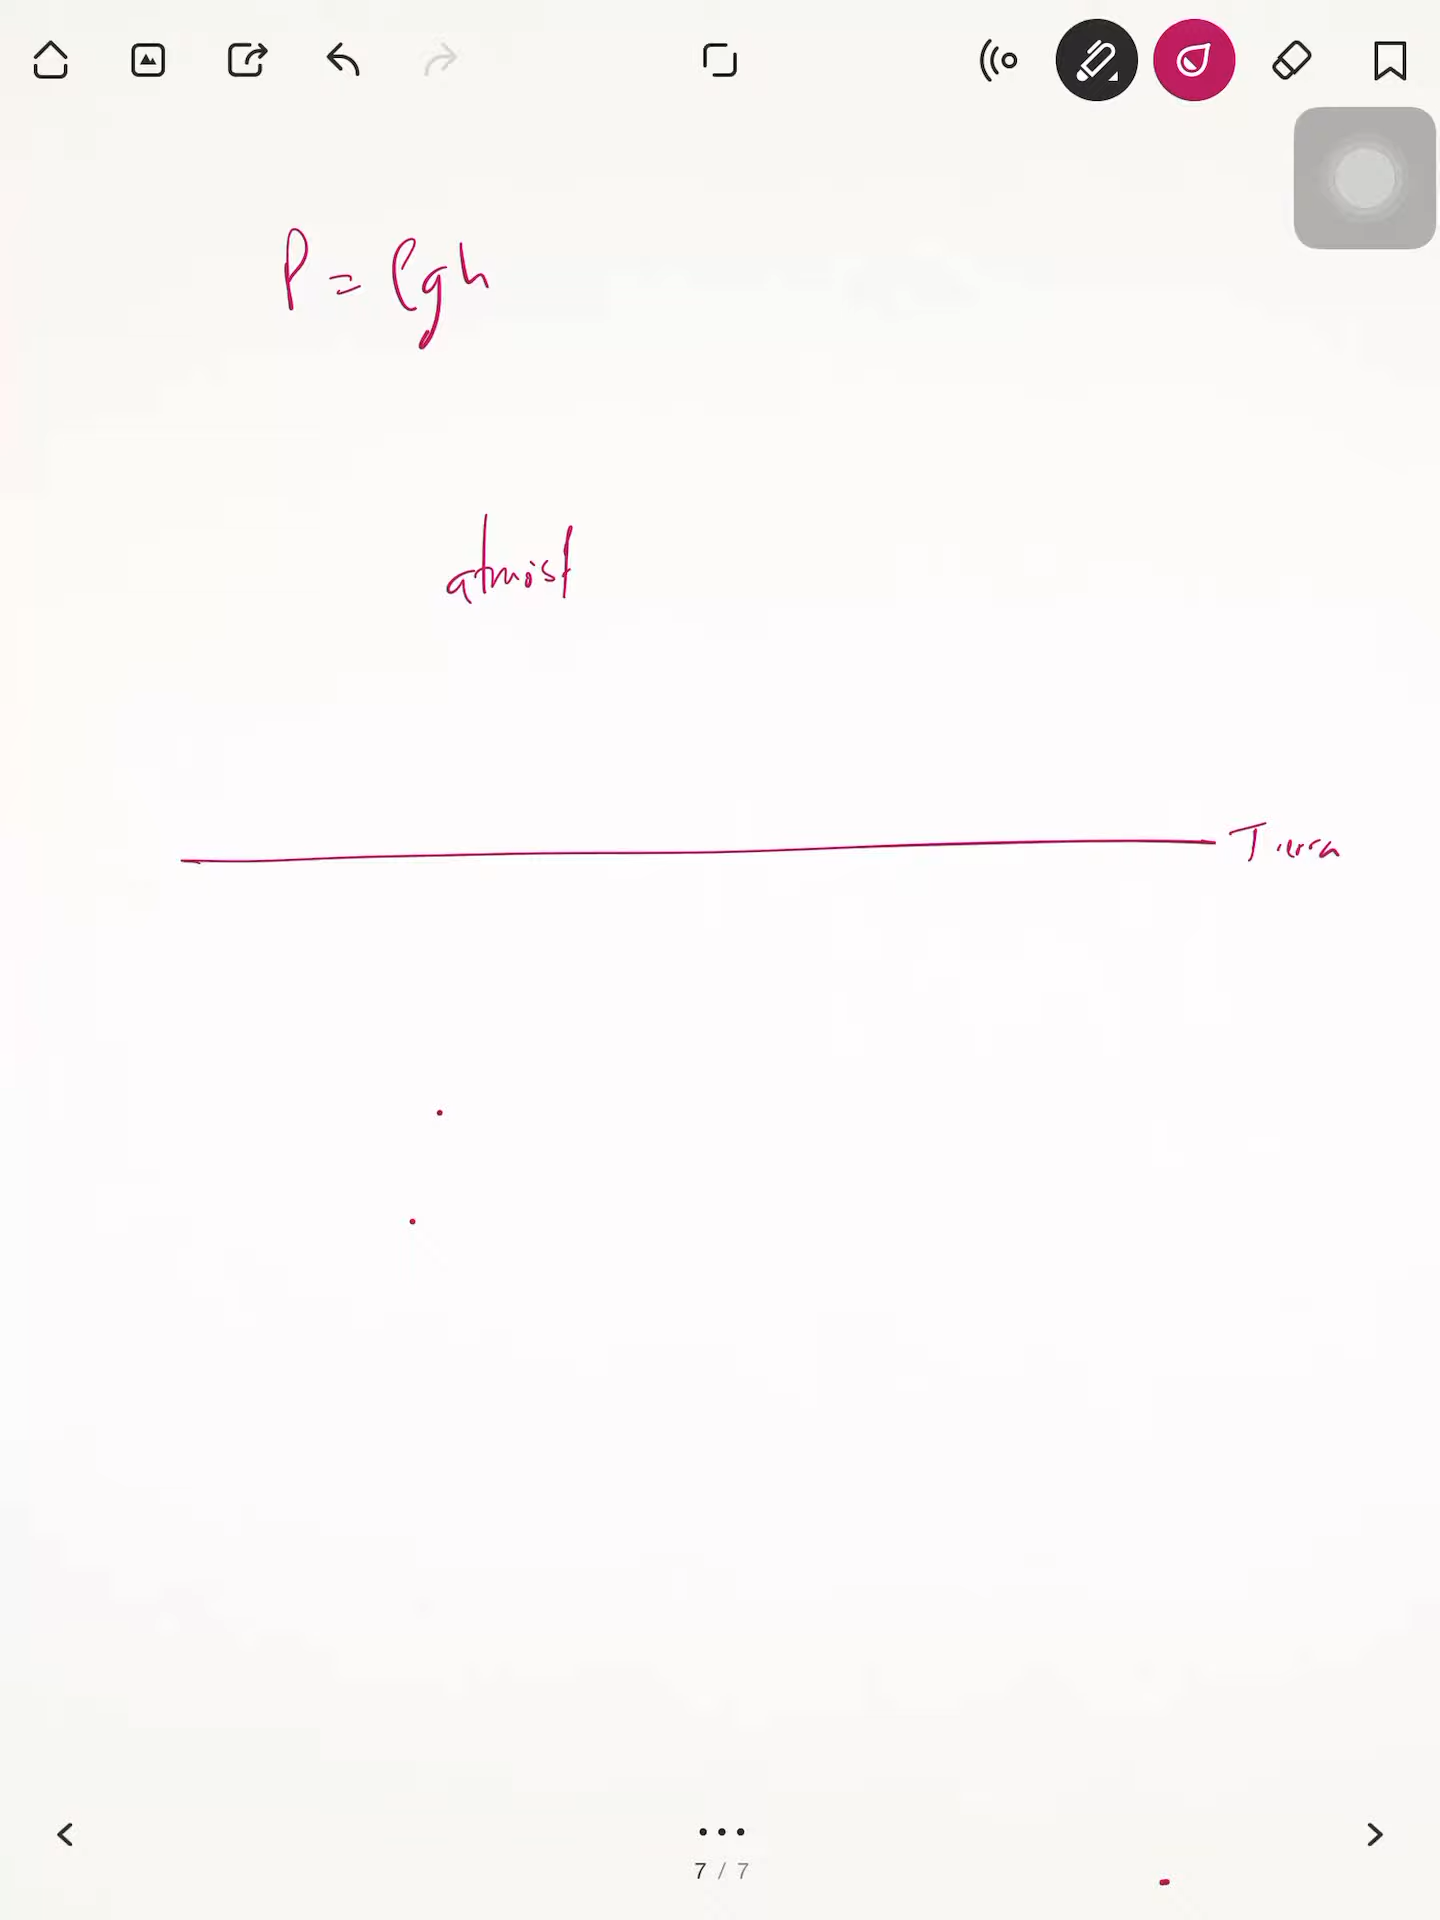 P = ρgh
atmosf
Tierra
7 / 7